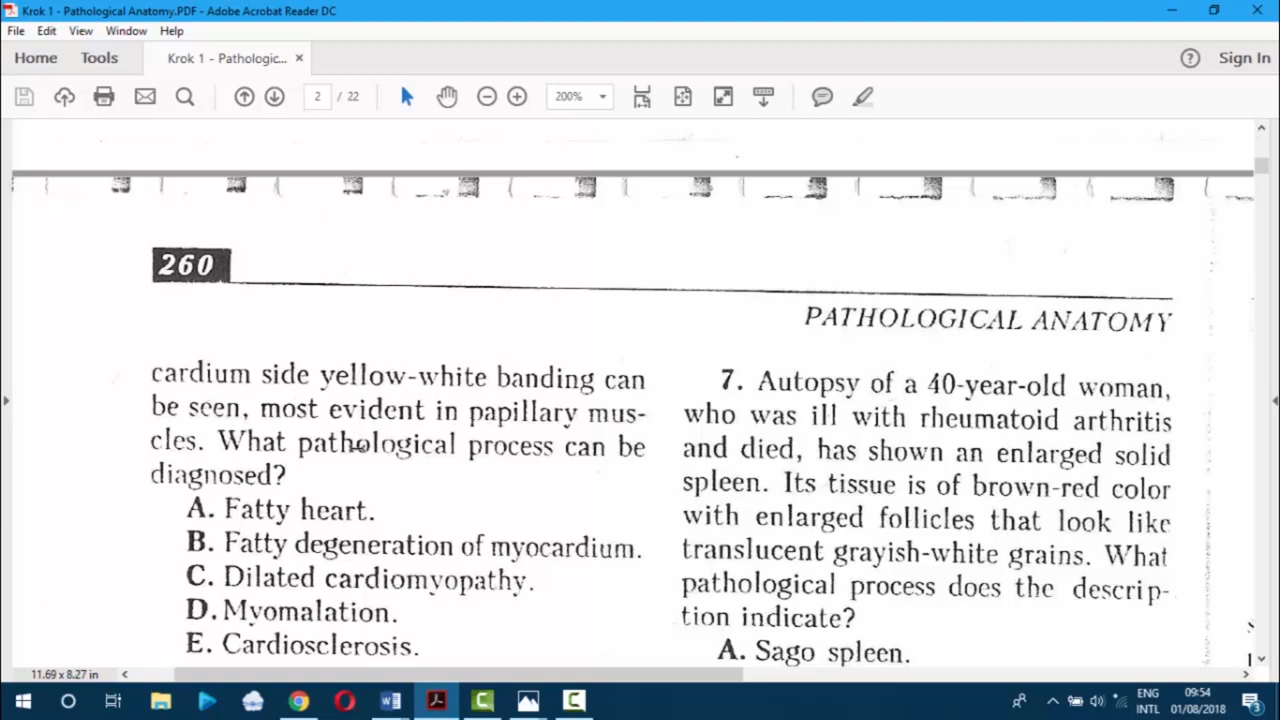 Krok 1 - Pathological Anatomy.PDF - Adobe Acrobat Reader DC
File Edit View Window Help
Home Tools Krok 1 - Pathologic... × Sign In
2 / 22 200%
260
PATHOLOGICAL ANATOMY
cardium side yellow-white banding can
be seen, most evident in papillary mus-
cles. What pathological process can be
diagnosed?
A. Fatty heart.
B. Fatty degeneration of myocardium.
C. Dilated cardiomyopathy.
D. Myomalation.
E. Cardiosclerosis.
7. Autopsy of a 40-year-old woman,
who was ill with rheumatoid arthritis
and died, has shown an enlarged solid
spleen. Its tissue is of brown-red color
with enlarged follicles that look like
translucent grayish-white grains. What
pathological process does the descrip-
tion indicate?
A. Sago spleen.
11.69 x 8.27 in
ENG
INTL
09:54
01/08/2018
3